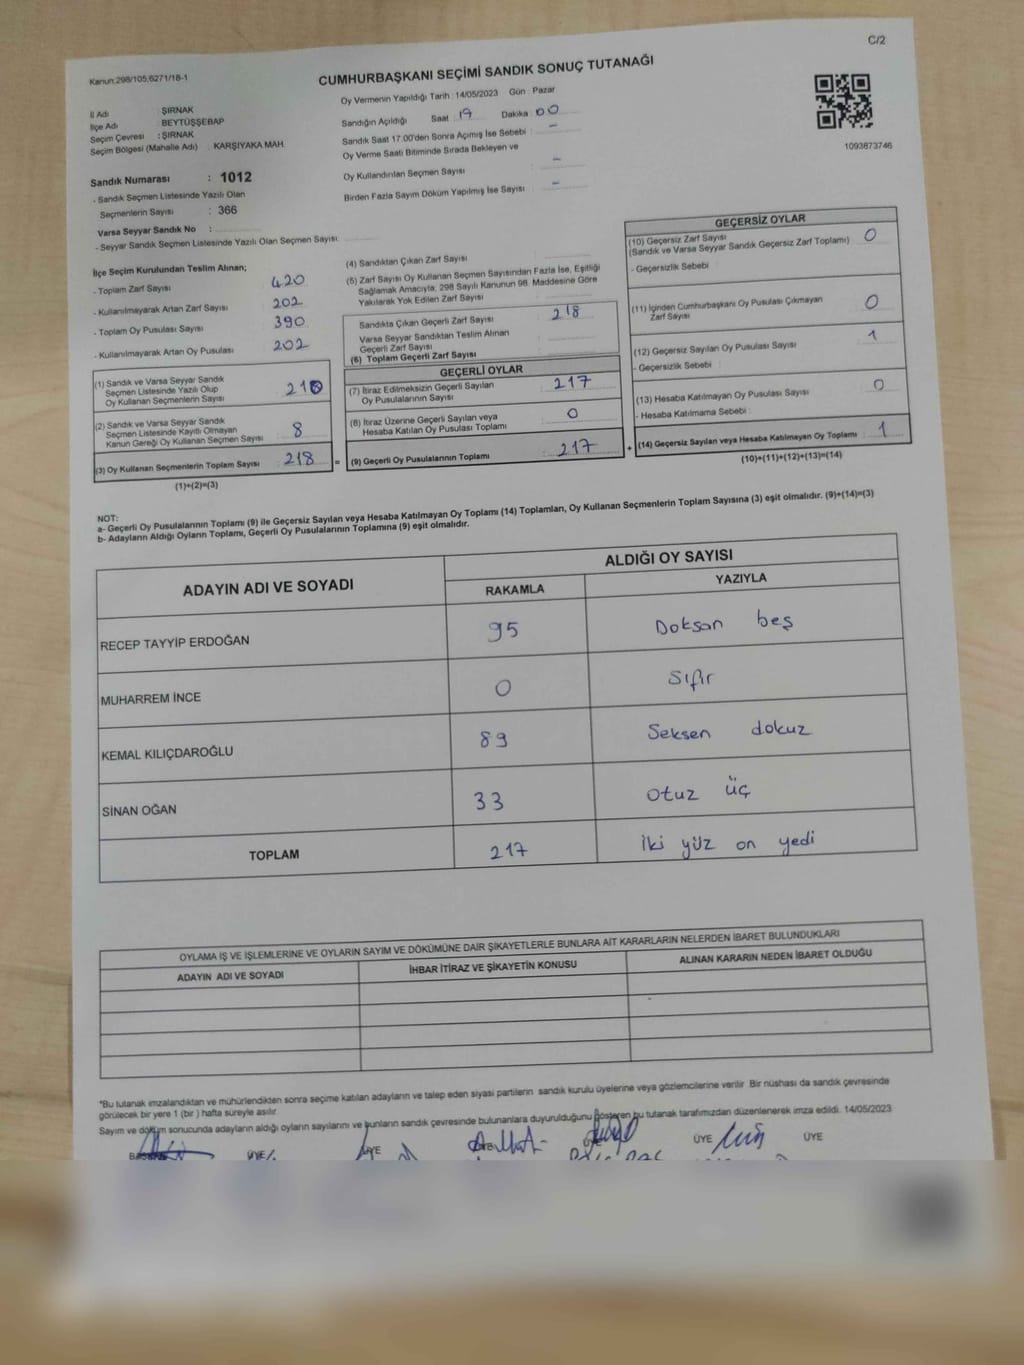 C/2
Kanun:298/105,6271/18-1
CUMHURBAŞKANI SEÇİMİ SANDIK SONUÇ TUTANAĞI
Oy Vermenin Yapıldığı Tarih : 14/05/2023 Gün : Pazar
İl Adı : ŞIRNAK
İlçe Adı : BEYTÜŞŞEBAP
Seçim Çevresi : ŞIRNAK
Seçim Bölgesi (Mahalle Adı) : KARŞIYAKA MAH.
Sandığın Açıldığı Saat : 19 Dakika : 00
Sandık Saat 17:00'den Sonra Açımış İse Sebebi : -
Oy Verme Saati Bitiminde Sırada Bekleyen ve
Oy Kullandırılan Seçmen Sayısı : -
Birden Fazla Sayım Döküm Yapılmış İse Sayısı : -
1093673746
Sandık Numarası : 1012
- Sandık Seçmen Listesinde Yazılı Olan
Seçmenlerin Sayısı : 366
Varsa Seyyar Sandık No :
- Seyyar Sandık Seçmen Listesinde Yazılı Olan Seçmen Sayısı:
İlçe Seçim Kurulundan Teslim Alınan;
- Toplam Zarf Sayısı : 420
- Kullanılmayarak Artan Zarf Sayısı : 202
- Toplam Oy Pusulası Sayısı : 390
- Kullanılmayarak Artan Oy Pusulası : 202
(1) Sandık ve Varsa Seyyar Sandık
Seçmen Listesinde Yazılı Olup
Oy Kullanan Seçmenlerin Sayısı :
(2) Sandık ve Varsa Seyyar Sandık
Seçmen Listesinde Kayıtlı Olmayan
Kanun Gereği Oy Kullanan Seçmen Sayısı : 8
(3) Oy Kullanan Seçmenlerin Toplam Sayısı : 218
(1)+(2)=(3)
(4) Sandıktan Çıkan Zarf Sayısı :
(5) Zarf Sayısı Oy Kullanan Seçmen Sayısından Fazla İse, Eşitliği
Sağlamak Amacıyla, 298 Sayılı Kanunun 98. Maddesine Göre
Yakılarak Yok Edilen Zarf Sayısı :
Sandıkta Çıkan Geçerli Zarf Sayısı : 218
Varsa Seyyar Sandıktan Teslim Alınan
Geçerli Zarf Sayısı :
(6) Toplam Geçerli Zarf Sayısı :
GEÇERLİ OYLAR
(7) İtiraz Edilmeksizin Geçerli Sayılan
Oy Pusulasının Sayısı : 217
(8) İtiraz Üzerine Geçerli Sayılan veya
Hesaba Katılan Oy Pusulası Toplamı : 0
= (9) Geçerli Oy Pusulalarının Toplamı : 217 +
GEÇERSİZ OYLAR
(10) Geçersiz Zarf Sayısı : 0
(Sandık ve Varsa Seyyar Sandık Geçersiz Zarf Toplamı)
- Geçersizlik Sebebi :
(11) İçinden Cumhurbaşkanı Oy Pusulası Çıkmayan
Zarf Sayısı : 0
(12) Geçersiz Sayılan Oy Pusulası Sayısı : 1
- Geçersizlik Sebebi :
(13) Hesaba Katılmayan Oy Pusulası Sayısı : 0
- Hesaba Katılmama Sebebi :
(14) Geçersiz Sayılan veya Hesaba Katılmayan Oy Toplamı : 1
(10)+(11)+(12)+(13)=(14)
NOT:
a- Geçerli Oy Pusulalarının Toplamı (9) ile Geçersiz Sayılan veya Hesaba Katılmayan Oy Toplamı (14) Toplamları, Oy Kullanan Seçmenlerin Toplam Sayısına (3) eşit olmalıdır. (9)+(14)=(3)
b- Adayların Aldığı Oyların Toplamı, Geçerli Oy Pusulalarının Toplamına (9) eşit olmalıdır.
ADAYIN ADI VE SOYADI ALDIĞI OY SAYISI
RAKAMLA YAZIYLA
RECEP TAYYİP ERDOĞAN 95 Doksan beş
MUHARREM İNCE 0 Sıfır
KEMAL KILIÇDAROĞLU 89 Seksen dokuz
SİNAN OĞAN 33 otuz üç
TOPLAM 217 iki yüz on yedi
OYLAMA İŞ VE İŞLEMLERİNE VE OYLARIN SAYIM VE DÖKÜMÜNE DAİR ŞİKAYETLERLE BUNLARA AİT KARARLARIN NELERDEN İBARET BULUNDUKLARI
ADAYIN ADI VE SOYADI İHBAR İTİRAZ VE ŞİKAYETİN KONUSU ALINAN KARARIN NEDEN İBARET OLDUĞU
*Bu tutanak imzalandıktan ve mühürlendikten sonra seçime katılan adayların ve talep eden siyasi partilerin sandık kurulu üyelerine veya gözlemcilerine verilir. Bir nüshası da sandık çevresinde
görülecek bir yere 1 (bir ) hafta süreyle asılır.
Sayım ve döküm sonucunda adayların aldığı oyların sayılarını ve bunların sandık çevresinde bulunanlara duyurulduğunu gösteren bu tutanak tarafımızdan düzenlenerek imza edildi. 14/05/2023
ÜYE ÜYE ÜYE ÜYE